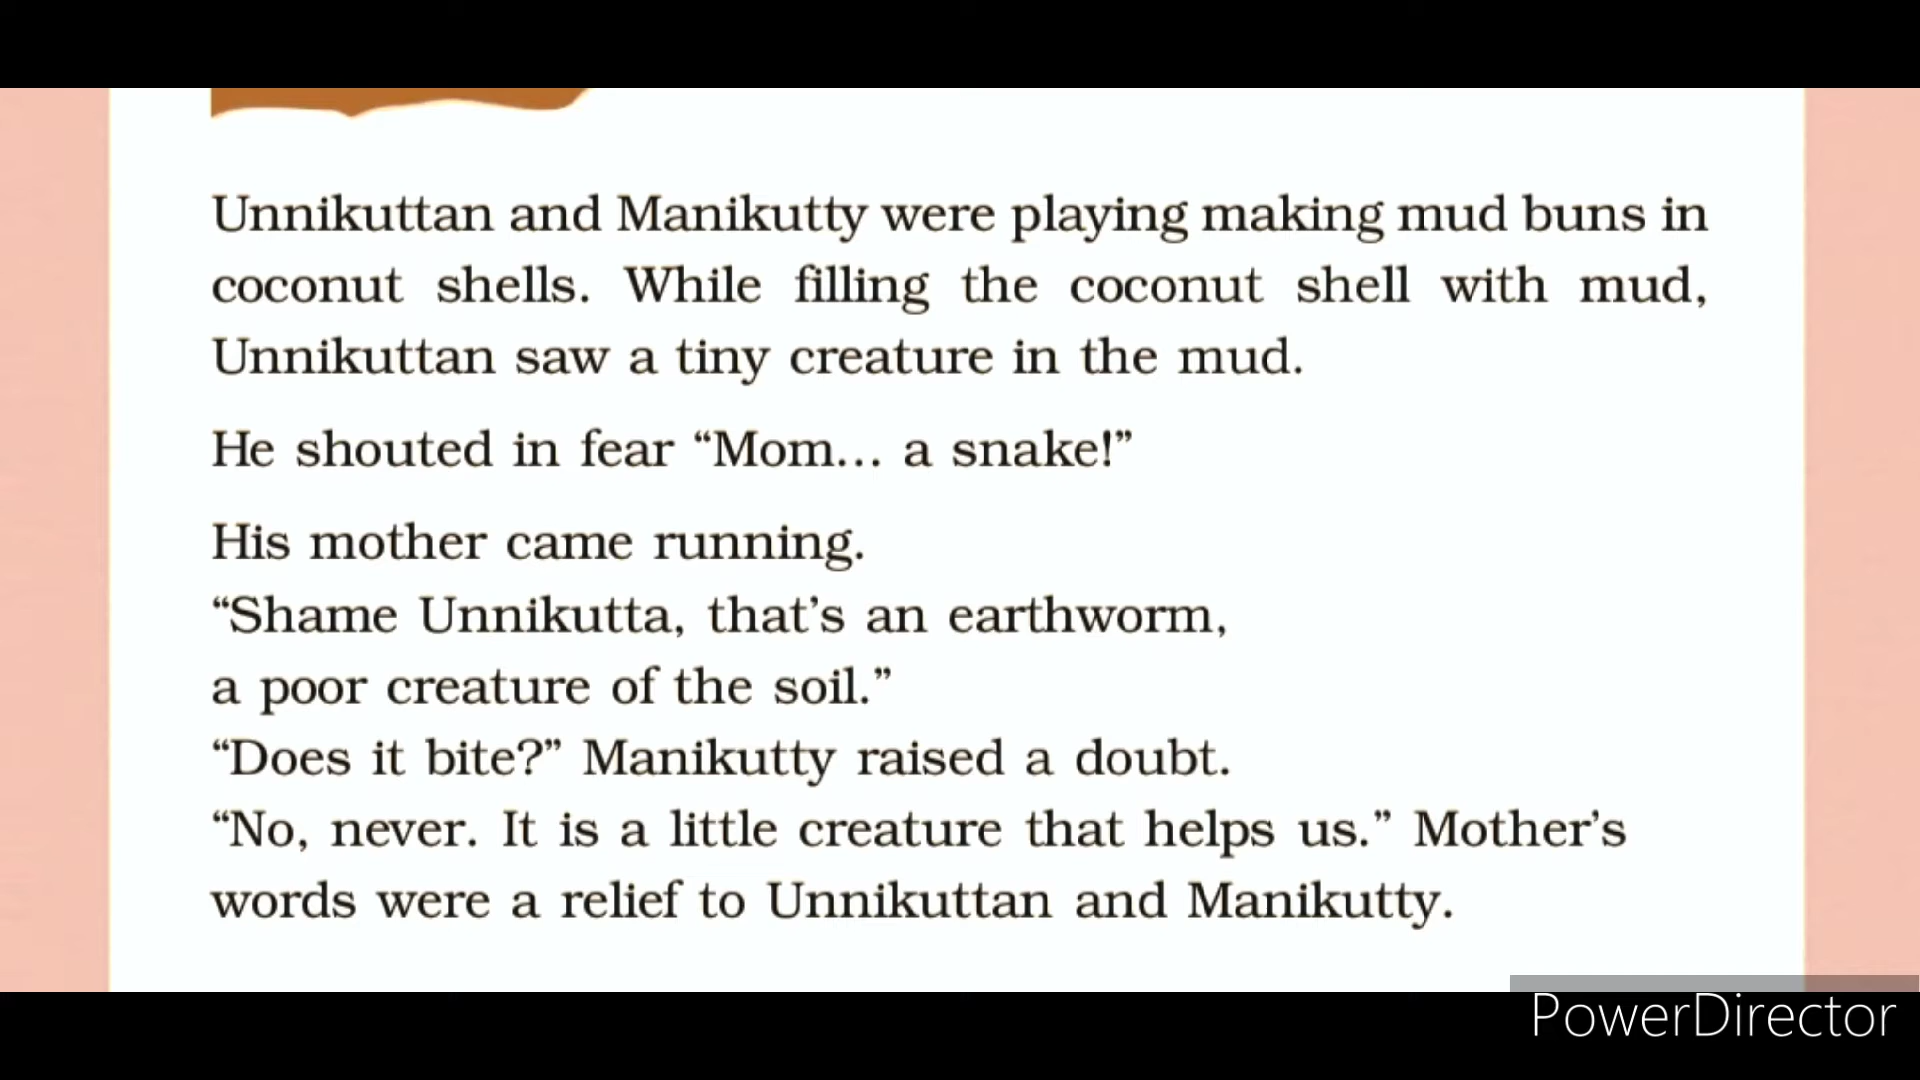 Unnikuttan and Manikutty were playing making mud buns in
coconut shells. While filling the coconut shell with mud,
Unnikuttan saw a tiny creature in the mud.
He shouted in fear “Mom... a snake!”
His mother came running.
“Shame Unnikutta, that’s an earthworm,
a poor creature of the soil.”
“Does it bite?” Manikutty raised a doubt.
“No, never. It is a little creature that helps us.” Mother’s
words were a relief to Unnikuttan and Manikutty.
PowerDirector